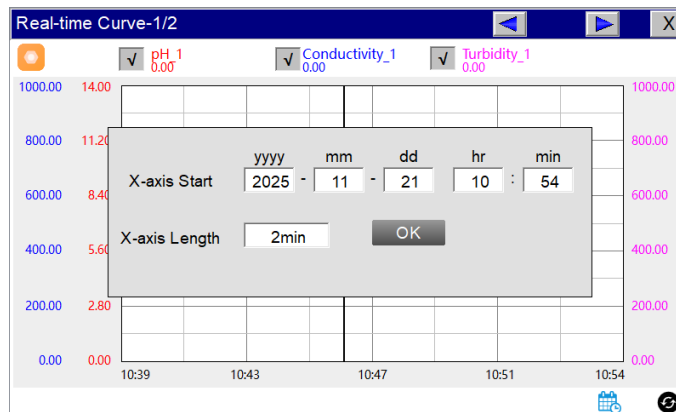 Real-time Curve-1/2 X
√ pH_1 √ Conductivity_1 √ Turbidity_1
0.00 0.00 0.00
1000.00 14.00 1000.00
yyyy mm dd hr min
800.00 11.20 800.00
X-axis Start 2025 - 11 - 21 10 : 54
600.00 8.40 600.00
X-axis Length 2min OK
400.00 5.60 400.00
200.00 2.80 200.00
0.00 0.00 0.00
10:39 10:43 10:47 10:51 10:54